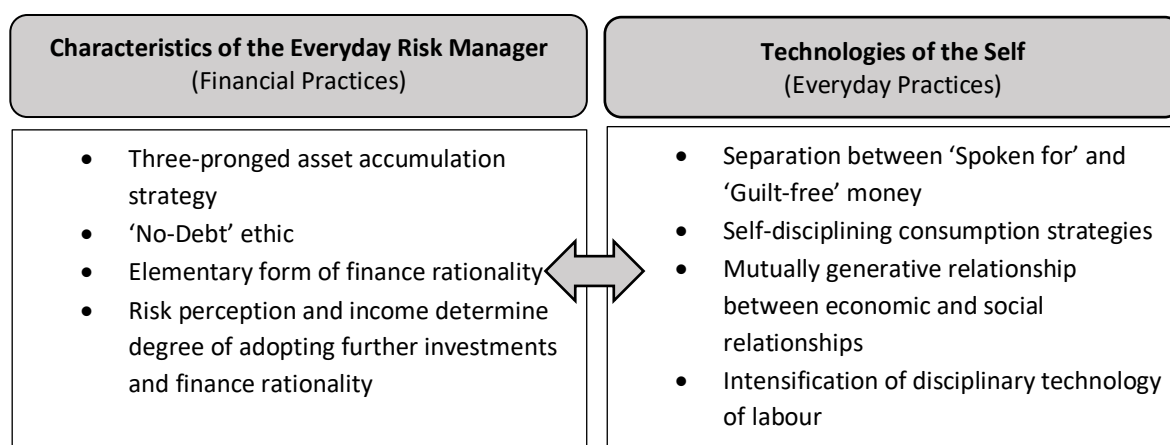 Characteristics of the Everyday Risk Manager
(Financial Practices)
• Three-pronged asset accumulation
strategy
• ‘No-Debt’ ethic
• Elementary form of finance rationality
• Risk perception and income determine
degree of adopting further investments
and finance rationality
Technologies of the Self
(Everyday Practices)
• Separation between ‘Spoken for’ and
‘Guilt-free’ money
• Self-disciplining consumption strategies
• Mutually generative relationship
between economic and social
relationships
• Intensification of disciplinary technology
of labour